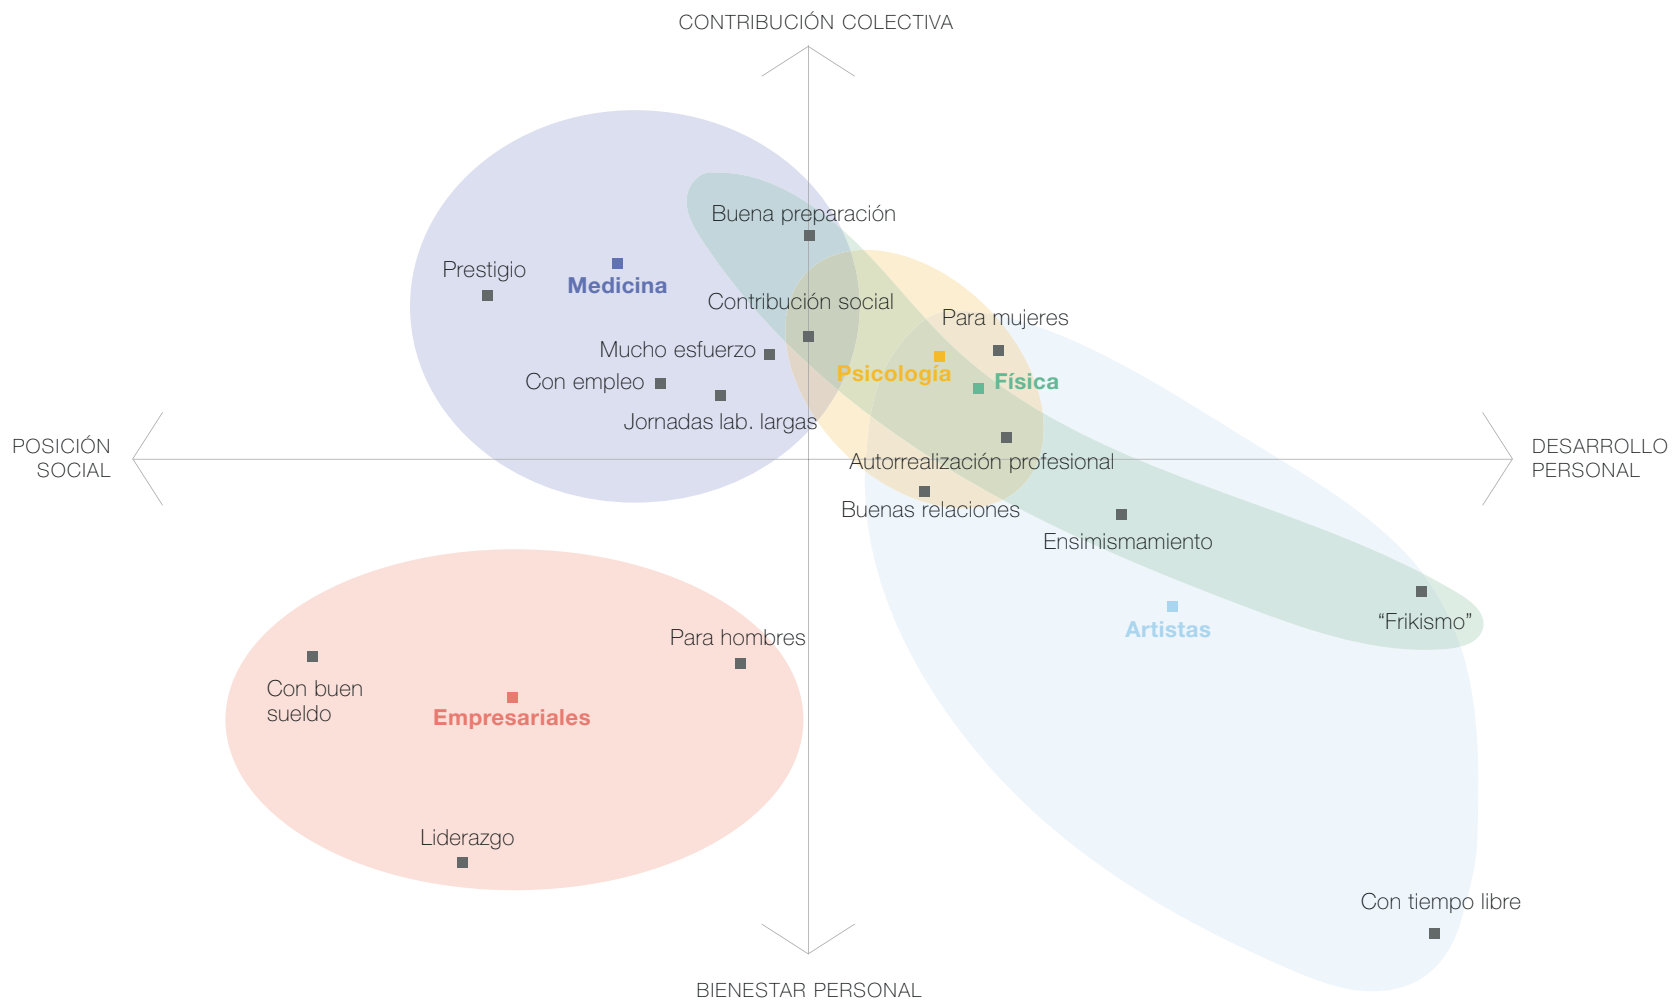 CONTRIBUCIÓN COLECTIVA
Buena preparación
Prestigio
Medicina
Contribución social
Para mujeres
Mucho esfuerzo
Psicología
Física
Con empleo
Jornadas lab. largas
POSICIÓN
SOCIAL
DESARROLLO
PERSONAL
Autorrealización profesional
Buenas relaciones
Ensimismamiento
“Frikismo”
Artistas
Para hombres
Con buen
sueldo
Empresariales
Liderazgo
Con tiempo libre
BIENESTAR PERSONAL